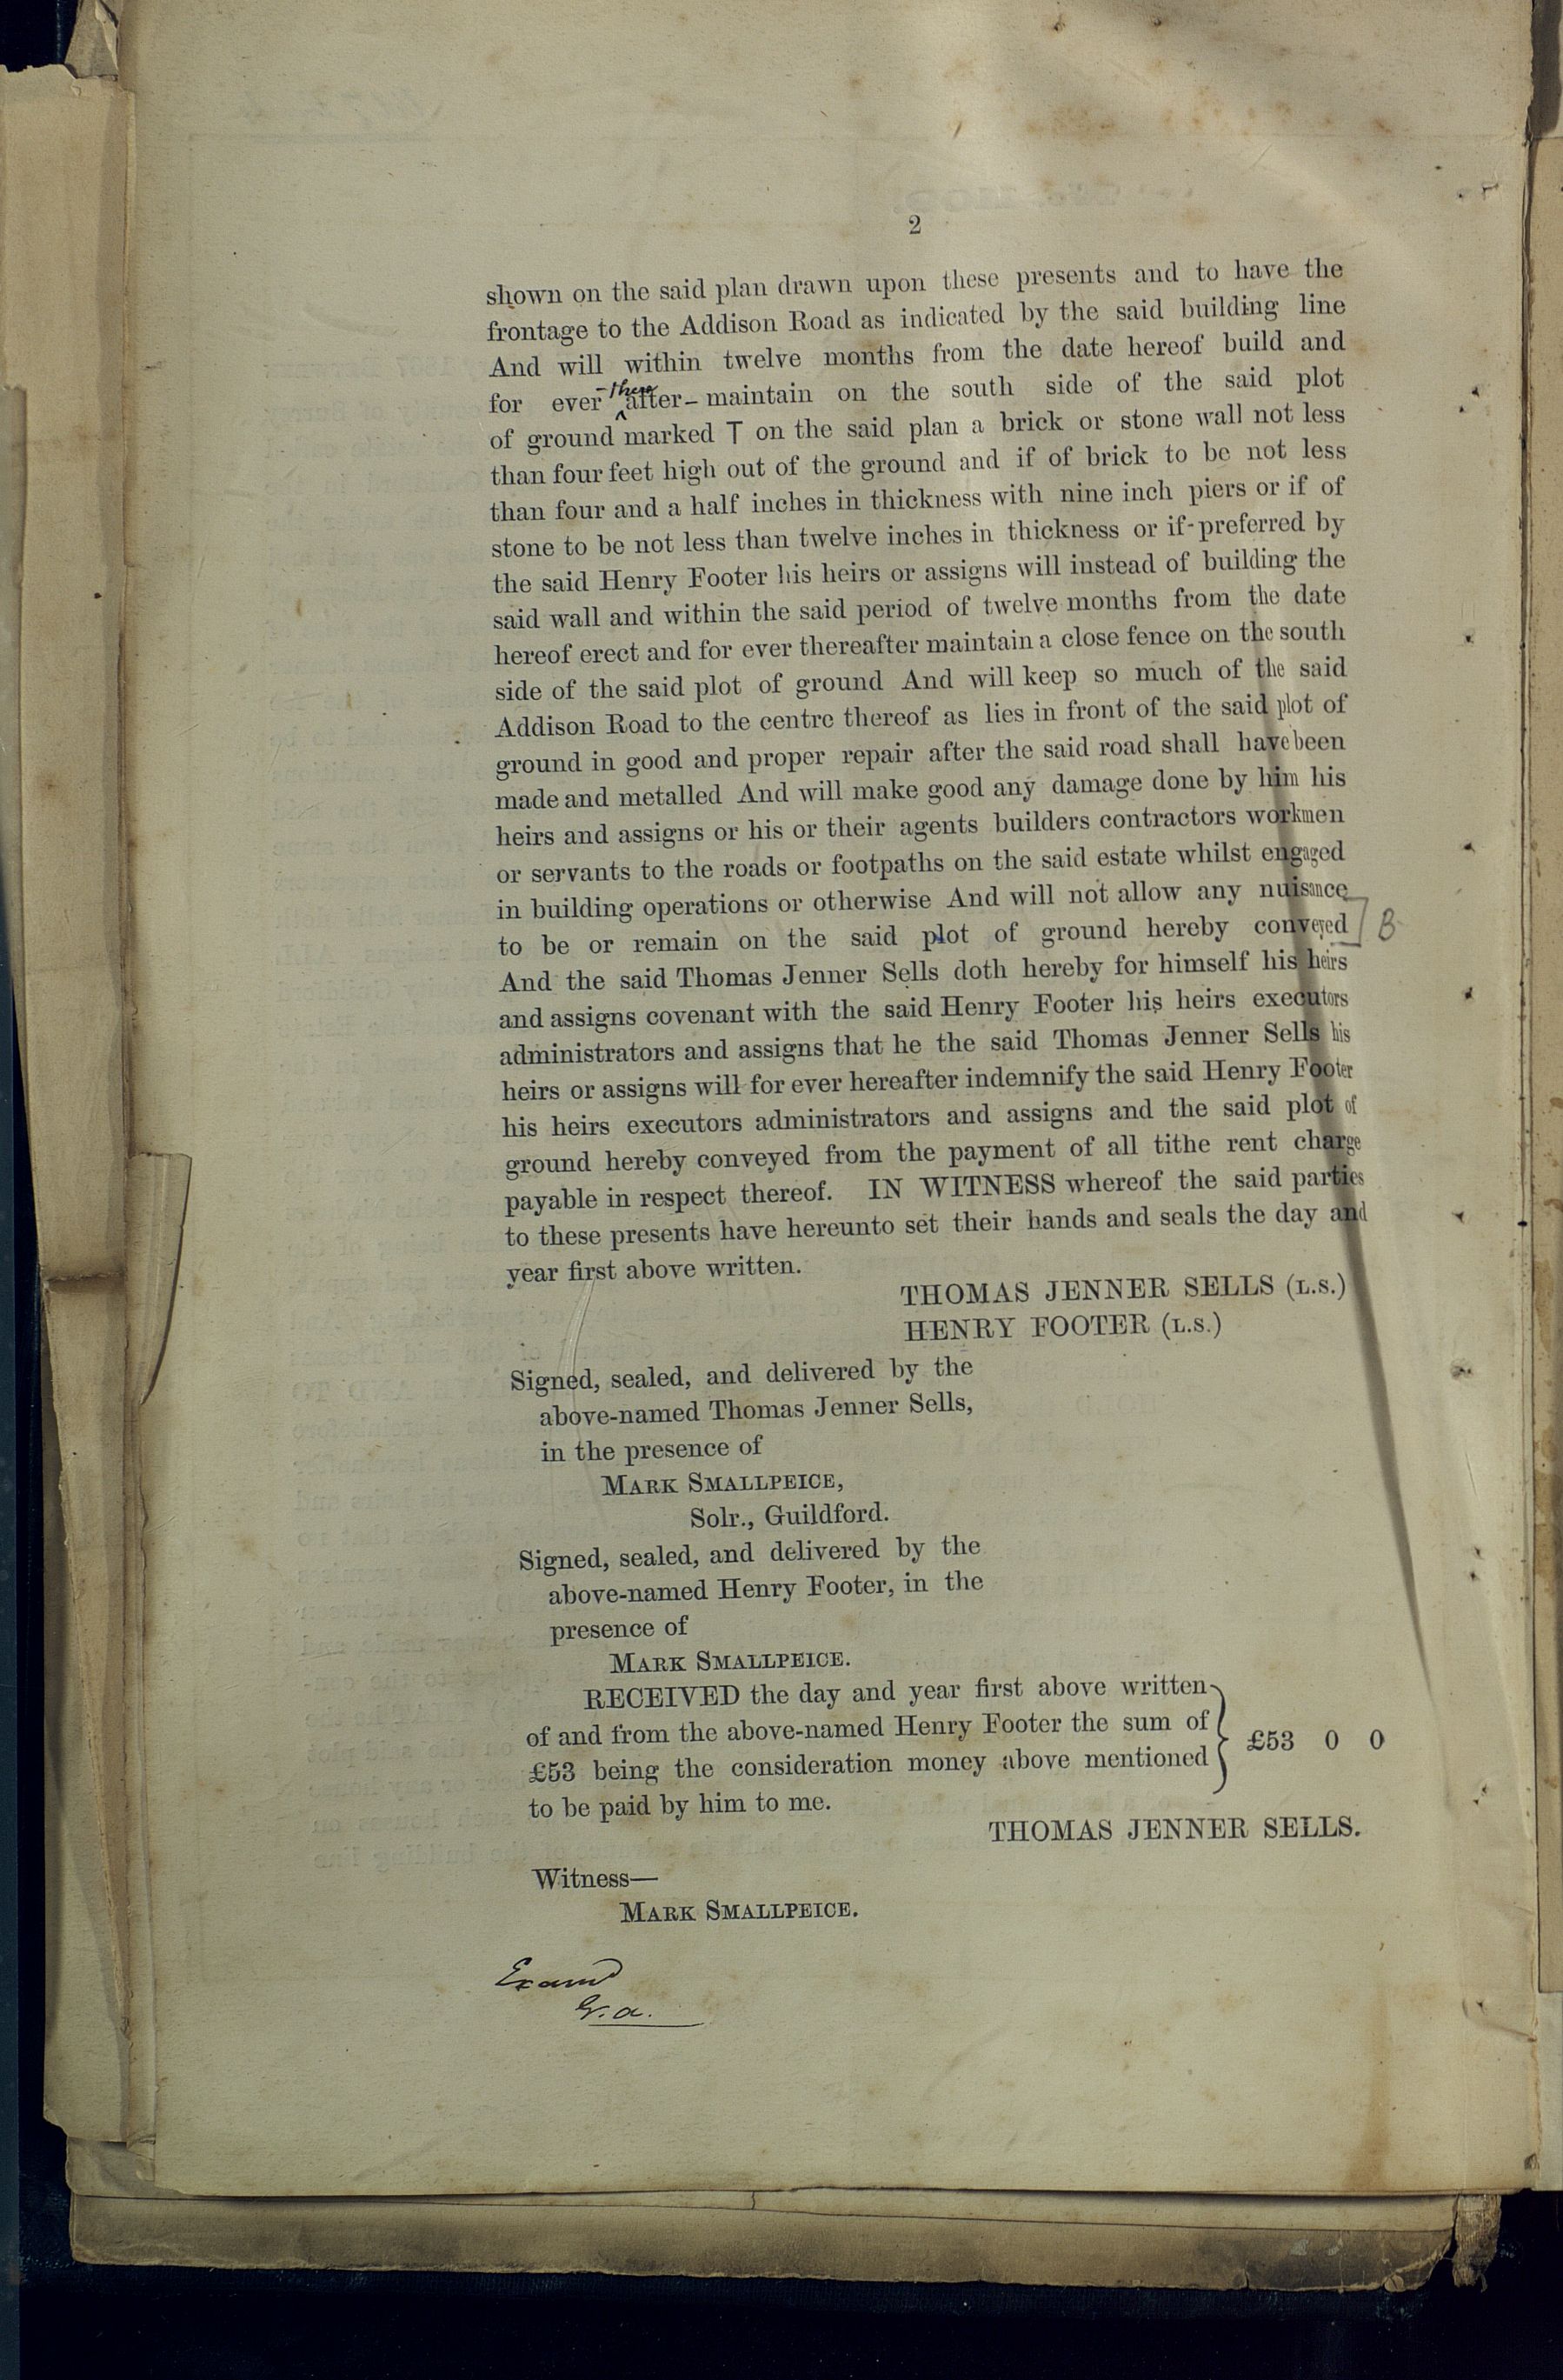 2
shown on the said plan drawn upon these presents and to have the
frontage to the Addison Road as indicated by the said building line
And will within twelve months from the date hereof build and
-there
for ever ^ after- maintain on the south side of the said plot
of ground marked T on the said plan a brick or stone wall not less
than four feet high out of the ground and if of brick to be not less
than four and a half inches in thickness with nine inch piers or if of
stone to be not less than twelve inches in thickness or if-preferred by
the said Henry Footer his heirs or assigns will instead of building the
said wall and within the said period of twelve months from the date
hereof erect and for ever thereafter maintain a close fence on the south
side of the said plot of ground And will keep so much of the said
Addison Road to the centre thereof as lies in front of the said plot of
ground in good and proper repair after the said road shall have been
made and metalled And will make good any damage done by him his
heirs and assigns or his or their agents builders contractors workmen
or servants to the roads or footpaths on the said estate whilst engaged
in building operations or otherwise And will not allow any nuisance
to be or remain on the said plot of ground hereby conveyed ] B
And the said Thomas Jenner Sells doth hereby for himself his heirs
and assigns covenant with the said Henry Footer his heirs executors
administrators and assigns that he the said Thomas Jenner Sells his
heirs or assigns will for ever hereafter indemnify the said Henry Footer
his heirs executors administrators and assigns and the said plot of
ground hereby conveyed from the payment of all tithe rent charge
payable in respect thereof. IN WITNESS whereof the said parties
to these presents have hereunto set their hands and seals the day and
year first above written.
THOMAS JENNER SELLS (L.S.)
HENRY FOOTER (L.S.)
Signed, sealed, and delivered by the
above-named Thomas Jenner Sells,
in the presence of
MARK SMALLPEICE,
Solr., Guildford.
Signed, sealed, and delivered by the
above-named Henry Footer, in the
presence of
MARK SMALLPEICE.
RECEIVED the day and year first above written
of and from the above-named Henry Footer the sum of
£53 being the consideration money above mentioned
to be paid by him to me.
£53 0 0
THOMAS JENNER SELLS.
Witness—
MARK SMALLPEICE.
Examd
G.a.